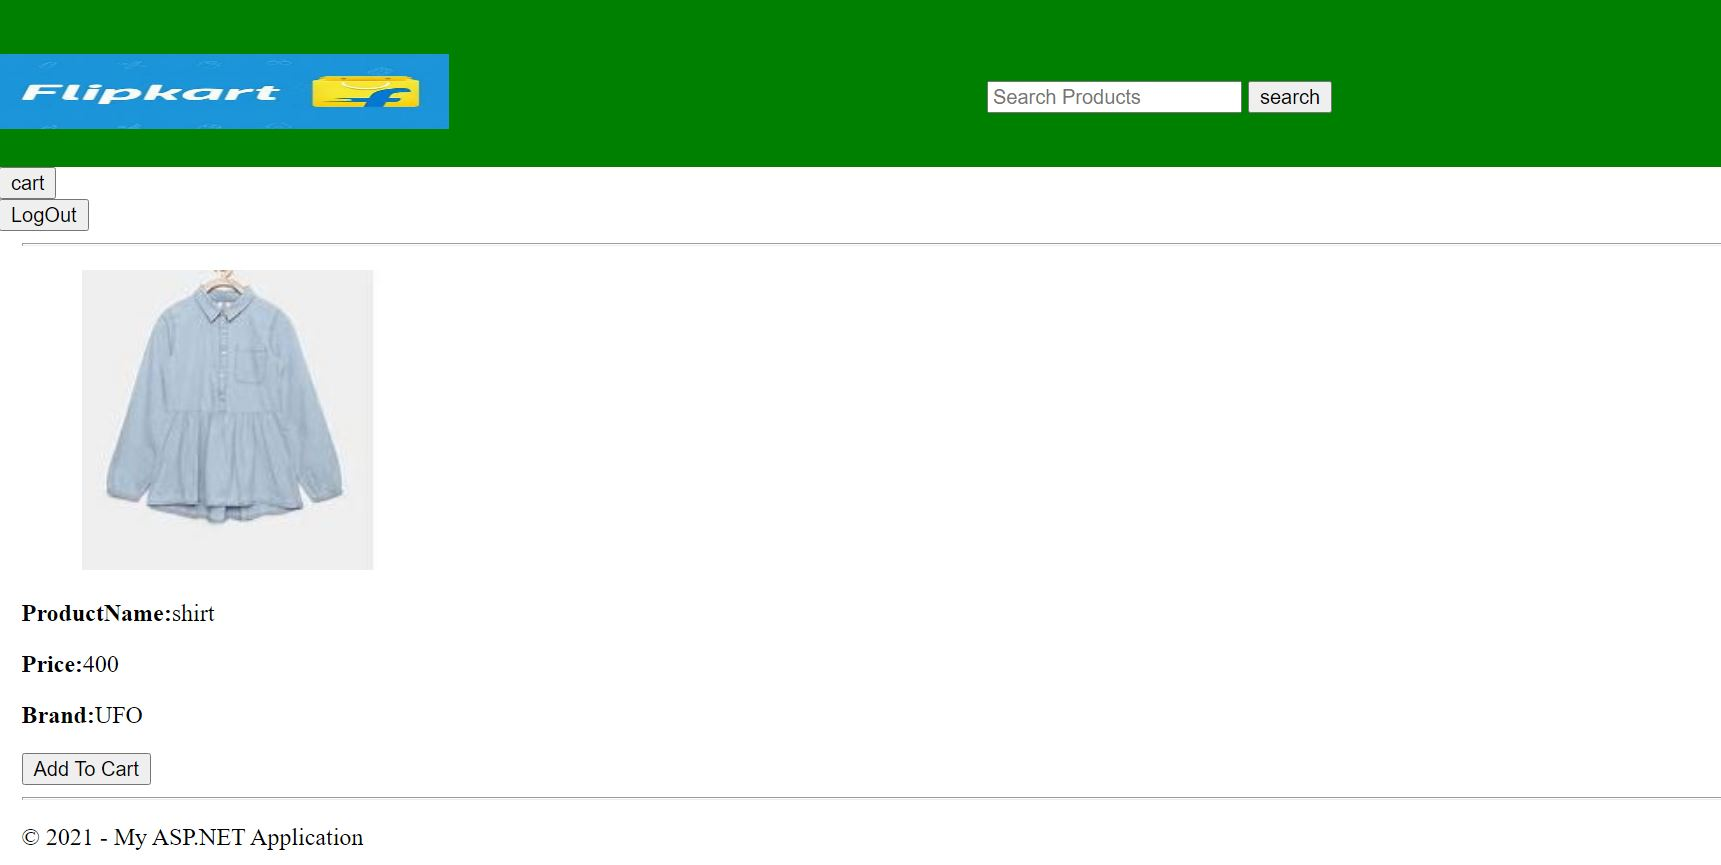 Flipkart
Search Products search
cart
LogOut
ProductName:shirt
Price:400
Brand:UFO
Add To Cart
© 2021 - My ASP.NET Application